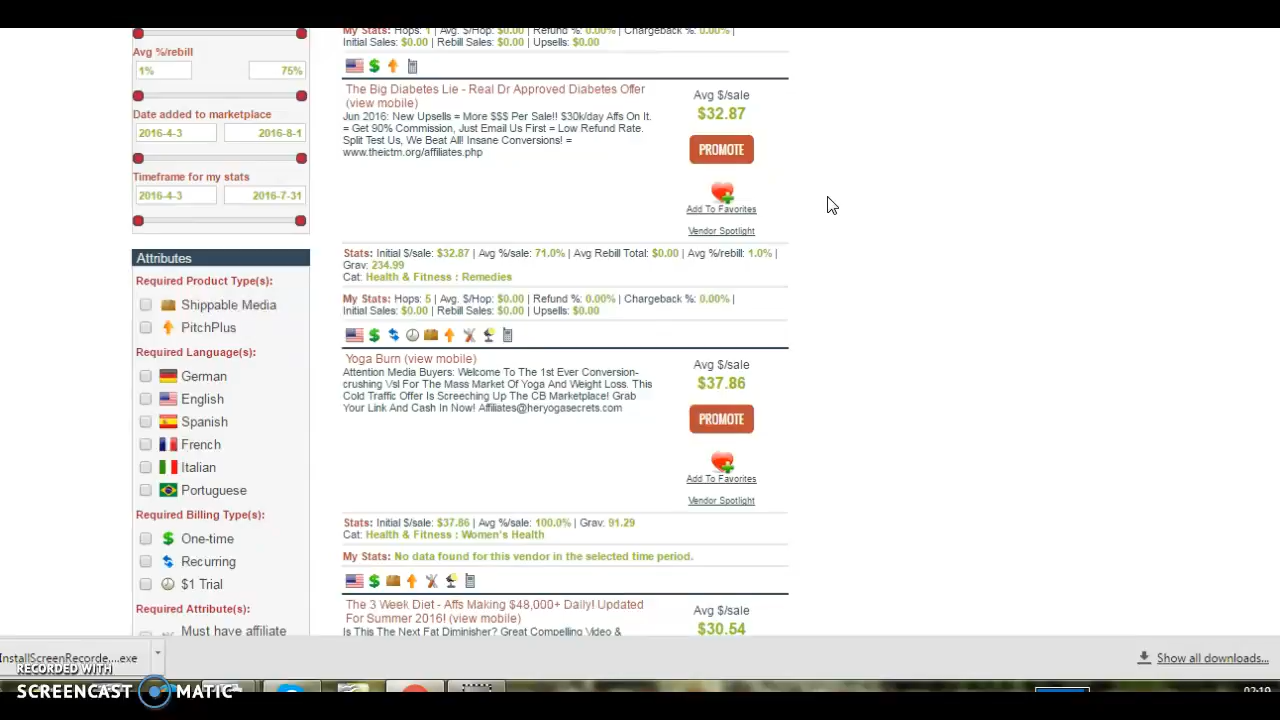 My Stats: Hops: 1 | Avg. $/Hop: $0.00 | Refund %: 0.00% | Chargeback %: 0.00% |
Initial Sales: $0.00 | Rebill Sales: $0.00 | Upsells: $0.00
Avg %/rebill
1% 75%
Date added to marketplace
2016-4-3 2016-8-1
Timeframe for my stats
2016-4-3 2016-7-31
Attributes
Required Product Type(s):
Shippable Media
PitchPlus
Required Language(s):
German
English
Spanish
French
Italian
Portuguese
Required Billing Type(s):
One-time
Recurring
$1 Trial
Required Attribute(s):
Must have affiliate
The Big Diabetes Lie - Real Dr Approved Diabetes Offer
(view mobile)
Jun 2016: New Upsells = More $$$ Per Sale!! $30k/day Affs On It.
= Get 90% Commission, Just Email Us First = Low Refund Rate.
Split Test Us, We Beat All! Insane Conversions! =
www.theictm.org/affiliates.php
Avg $/sale
$32.87
PROMOTE
Add To Favorites
Vendor Spotlight
Stats: Initial $/sale: $32.87 | Avg %/sale: 71.0% | Avg Rebill Total: $0.00 | Avg %/rebill: 1.0% |
Grav: 234.99
Cat: Health & Fitness : Remedies
My Stats: Hops: 5 | Avg. $/Hop: $0.00 | Refund %: 0.00% | Chargeback %: 0.00% |
Initial Sales: $0.00 | Rebill Sales: $0.00 | Upsells: $0.00
Yoga Burn (view mobile)
Attention Media Buyers: Welcome To The 1st Ever Conversion-
crushing Vsl For The Mass Market Of Yoga And Weight Loss. This
Cold Traffic Offer Is Screeching Up The CB Marketplace! Grab
Your Link And Cash In Now! Affiliates@heryogasecrets.com
Avg $/sale
$37.86
PROMOTE
Add To Favorites
Vendor Spotlight
Stats: Initial $/sale: $37.86 | Avg %/sale: 100.0% | Grav: 91.29
Cat: Health & Fitness : Women's Health
My Stats: No data found for this vendor in the selected time period.
The 3 Week Diet - Affs Making $48,000+ Daily! Updated
For Summer 2016! (view mobile)
Is This The Next Fat Diminisher? Great Compelling Video &
Avg $/sale
$30.54
InstallScreenRecorde....exe
Show all downloads...
RECORDED WITH
SCREENCAST MATIC
02:19